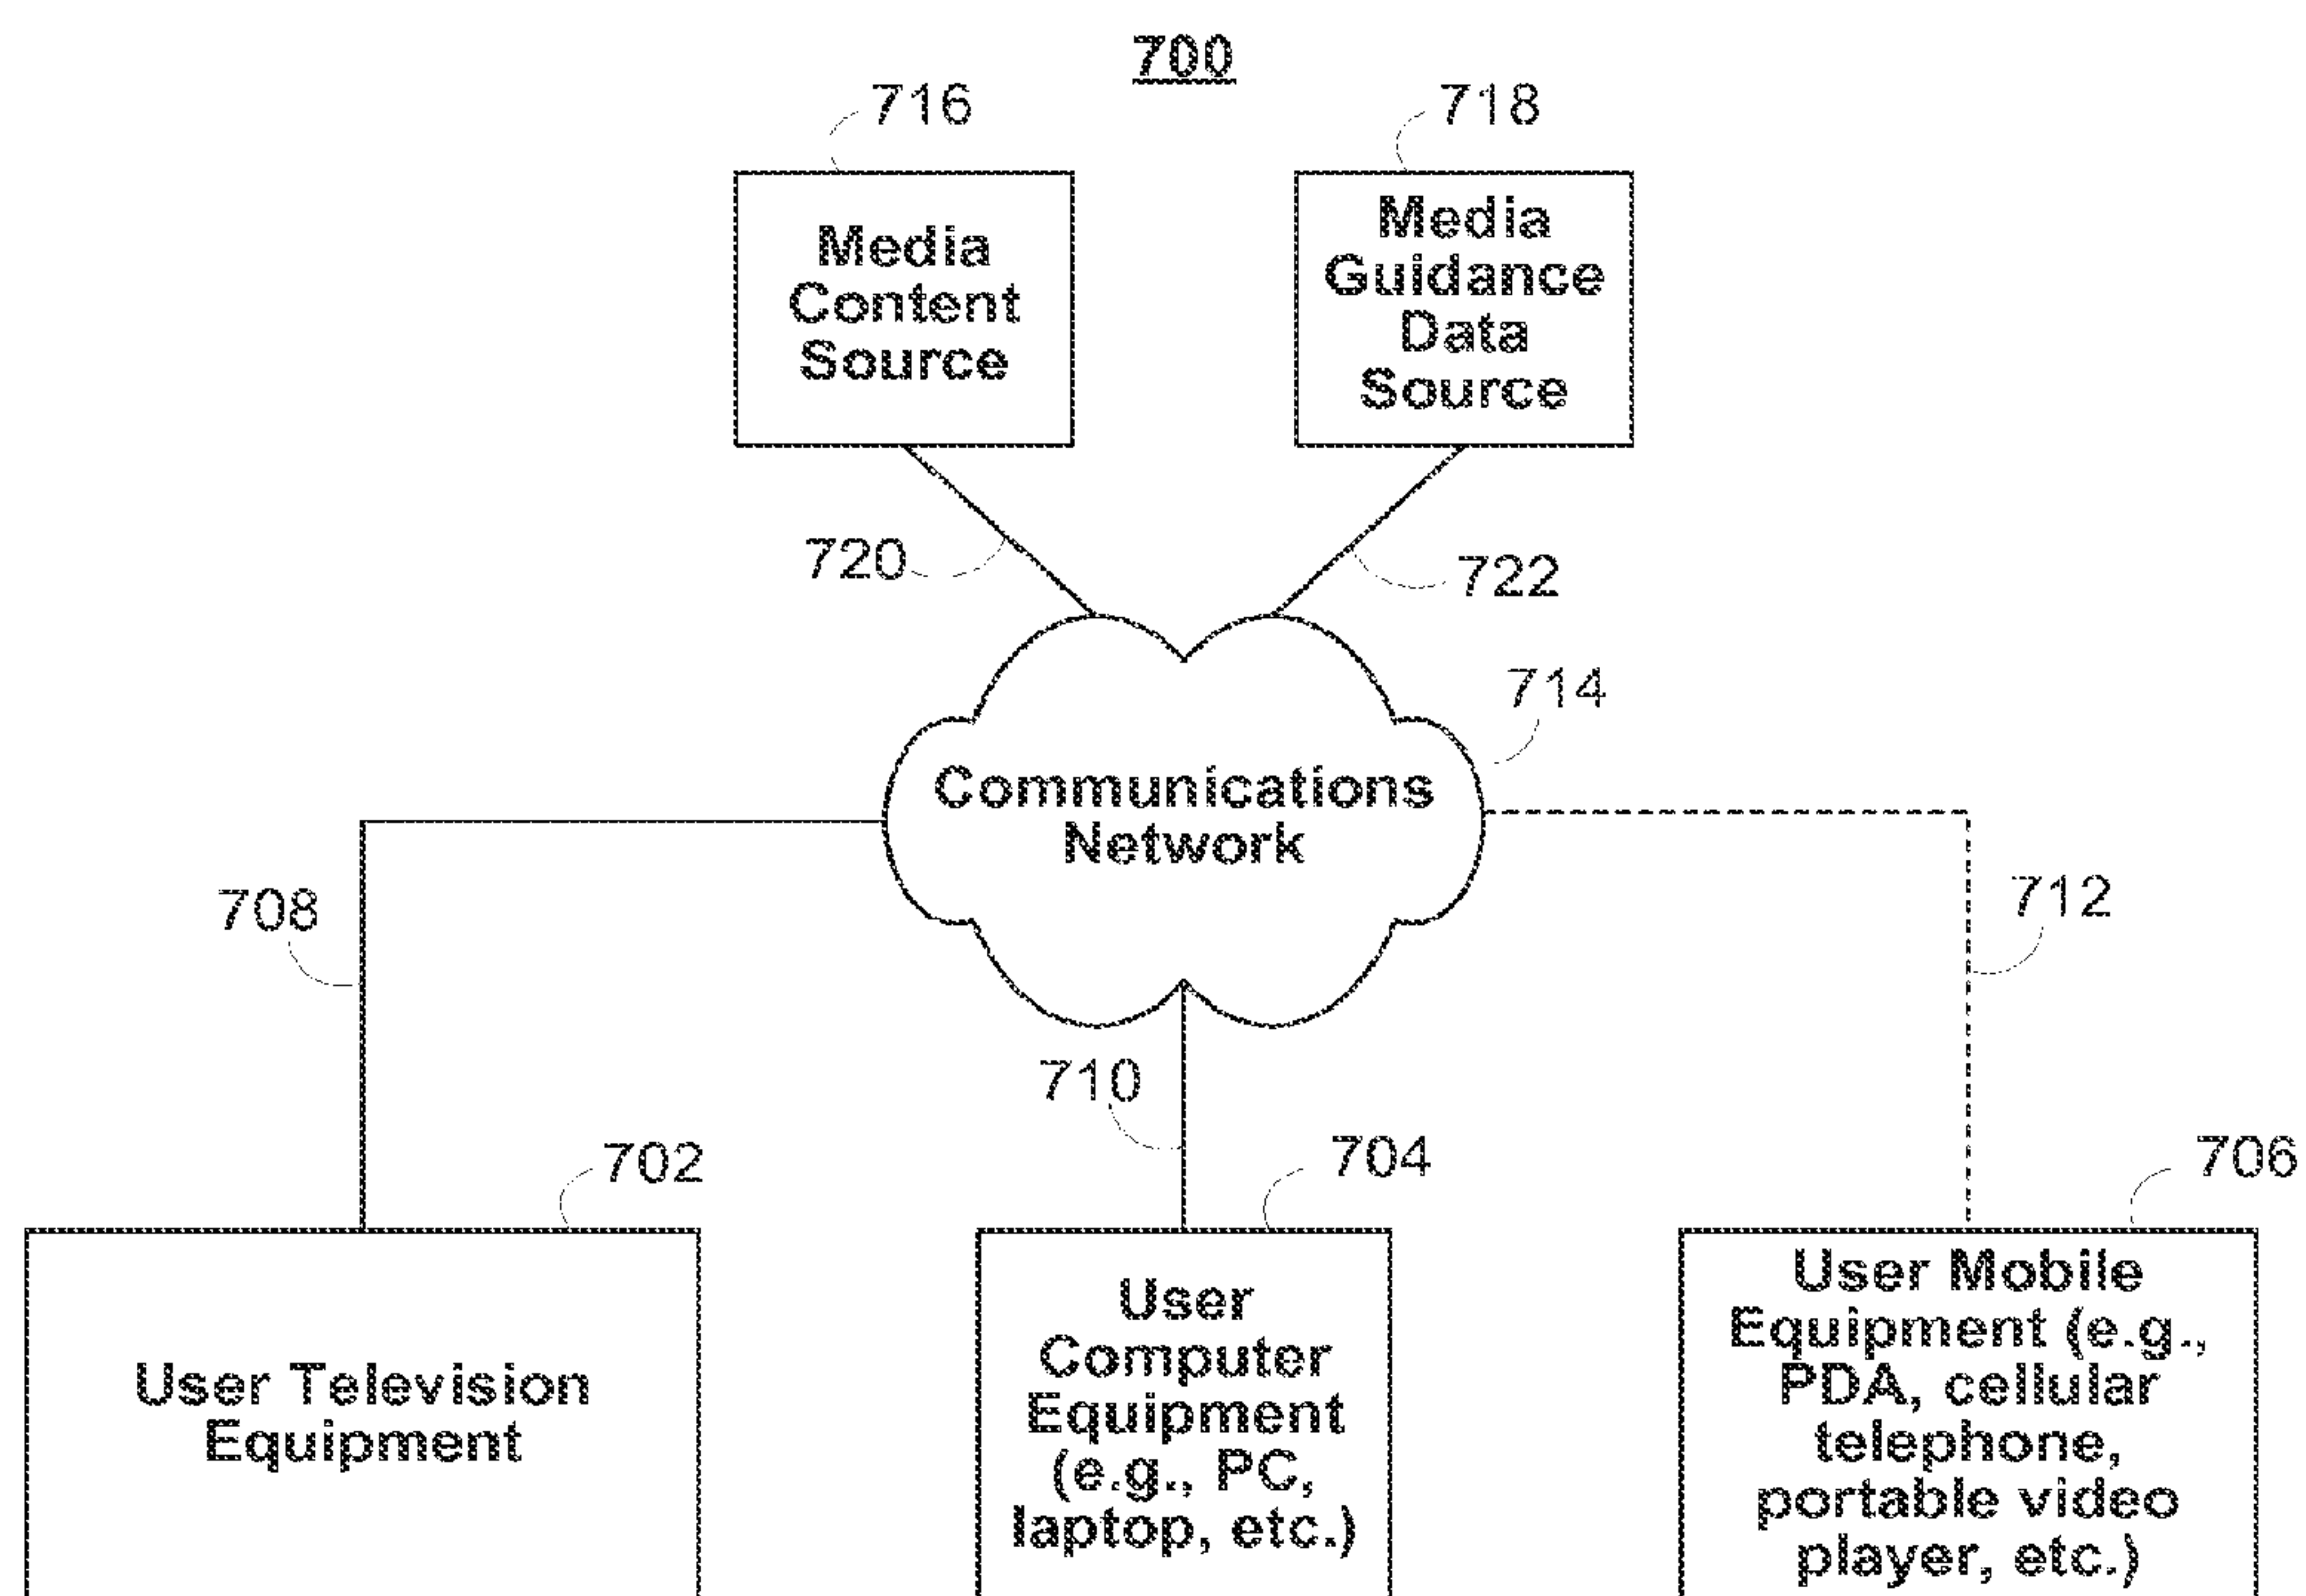 700
716
718
Media
Content
Source
Media
Guidance
Data
Source
720
722
714
Communications
Network
708
712
710
702
704
706
User Television
Equipment
User
Computer
Equipment
(e.g., PC,
laptop, etc.)
User Mobile
Equipment (e.g.,
PDA, cellular
telephone,
portable video
player, etc.)